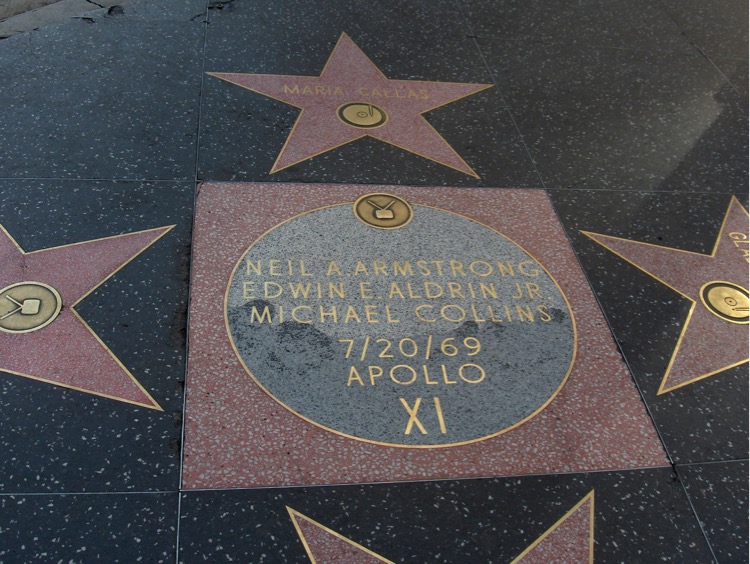 MARIA CALLAS
NEIL A. ARMSTRONG
EDWIN E. ALDRIN JR.
MICHAEL COLLINS
7/20/69
APOLLO
XI